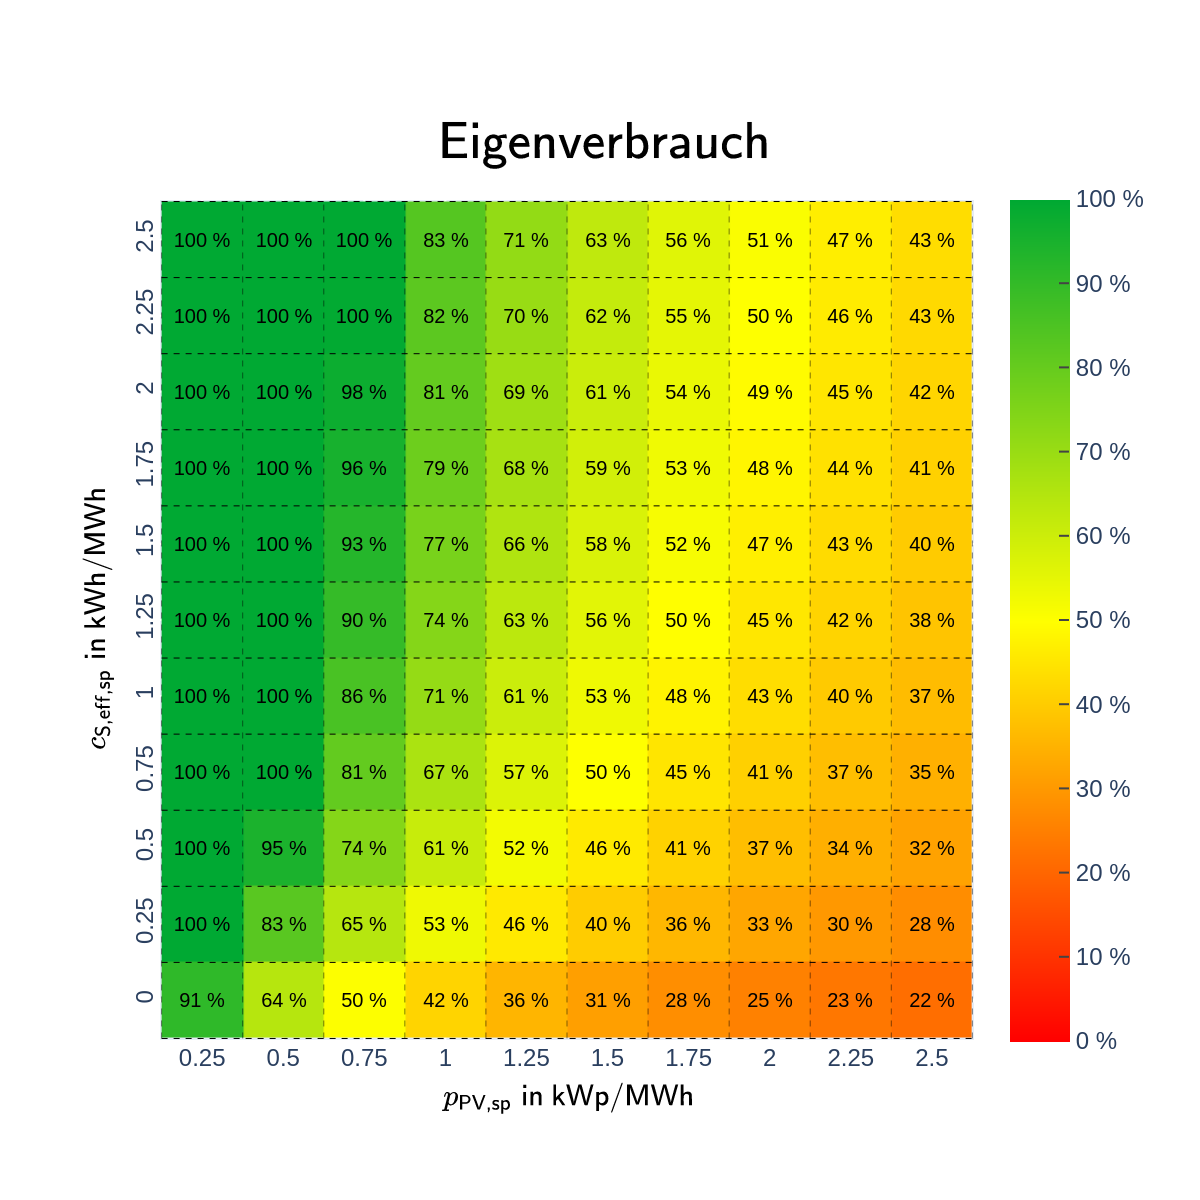 Eigenverbrauch
2.5 100 % 100 % 100 % 83 % 71 % 63 % 56 % 51 % 47 % 43 %
2.25 100 % 100 % 100 % 82 % 70 % 62 % 55 % 50 % 46 % 43 %
2 100 % 100 % 98 % 81 % 69 % 61 % 54 % 49 % 45 % 42 %
1.75 100 % 100 % 96 % 79 % 68 % 59 % 53 % 48 % 44 % 41 %
1.5 100 % 100 % 93 % 77 % 66 % 58 % 52 % 47 % 43 % 40 %
1.25 100 % 100 % 90 % 74 % 63 % 56 % 50 % 45 % 42 % 38 %
1 100 % 100 % 86 % 71 % 61 % 53 % 48 % 43 % 40 % 37 %
0.75 100 % 100 % 81 % 67 % 57 % 50 % 45 % 41 % 37 % 35 %
0.5 100 % 95 % 74 % 61 % 52 % 46 % 41 % 37 % 34 % 32 %
0.25 100 % 83 % 65 % 53 % 46 % 40 % 36 % 33 % 30 % 28 %
0 91 % 64 % 50 % 42 % 36 % 31 % 28 % 25 % 23 % 22 %
0.25 0.5 0.75 1 1.25 1.5 1.75 2 2.25 2.5
p PV,sp in kWp/MWh
c S,eff,sp in kWh/MWh
100 %
90 %
80 %
70 %
60 %
50 %
40 %
30 %
20 %
10 %
0 %